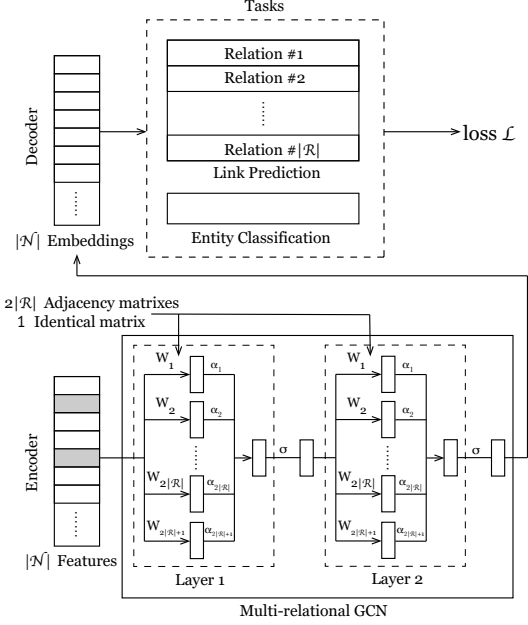 Tasks
Relation #1
Relation #2
......
Relation #|ℛ|
Link Prediction
Entity Classification
Decoder
......
|𝒩| Embeddings
loss ℒ
2|ℛ| Adjacency matrixes
1 Identical matrix
Encoder
......
|𝒩| Features
W₁ α₁
W₂ α₂
......
W₂|ℛ| α₂|ℛ|
W₂|ℛ|₊₁ α₂|ℛ|₊₁
σ
Layer 1
W₁ α₁
W₂ α₂
......
W₂|ℛ| α₂|ℛ|
W₂|ℛ|₊₁ α₂|ℛ|₊₁
σ
Layer 2
Multi-relational GCN